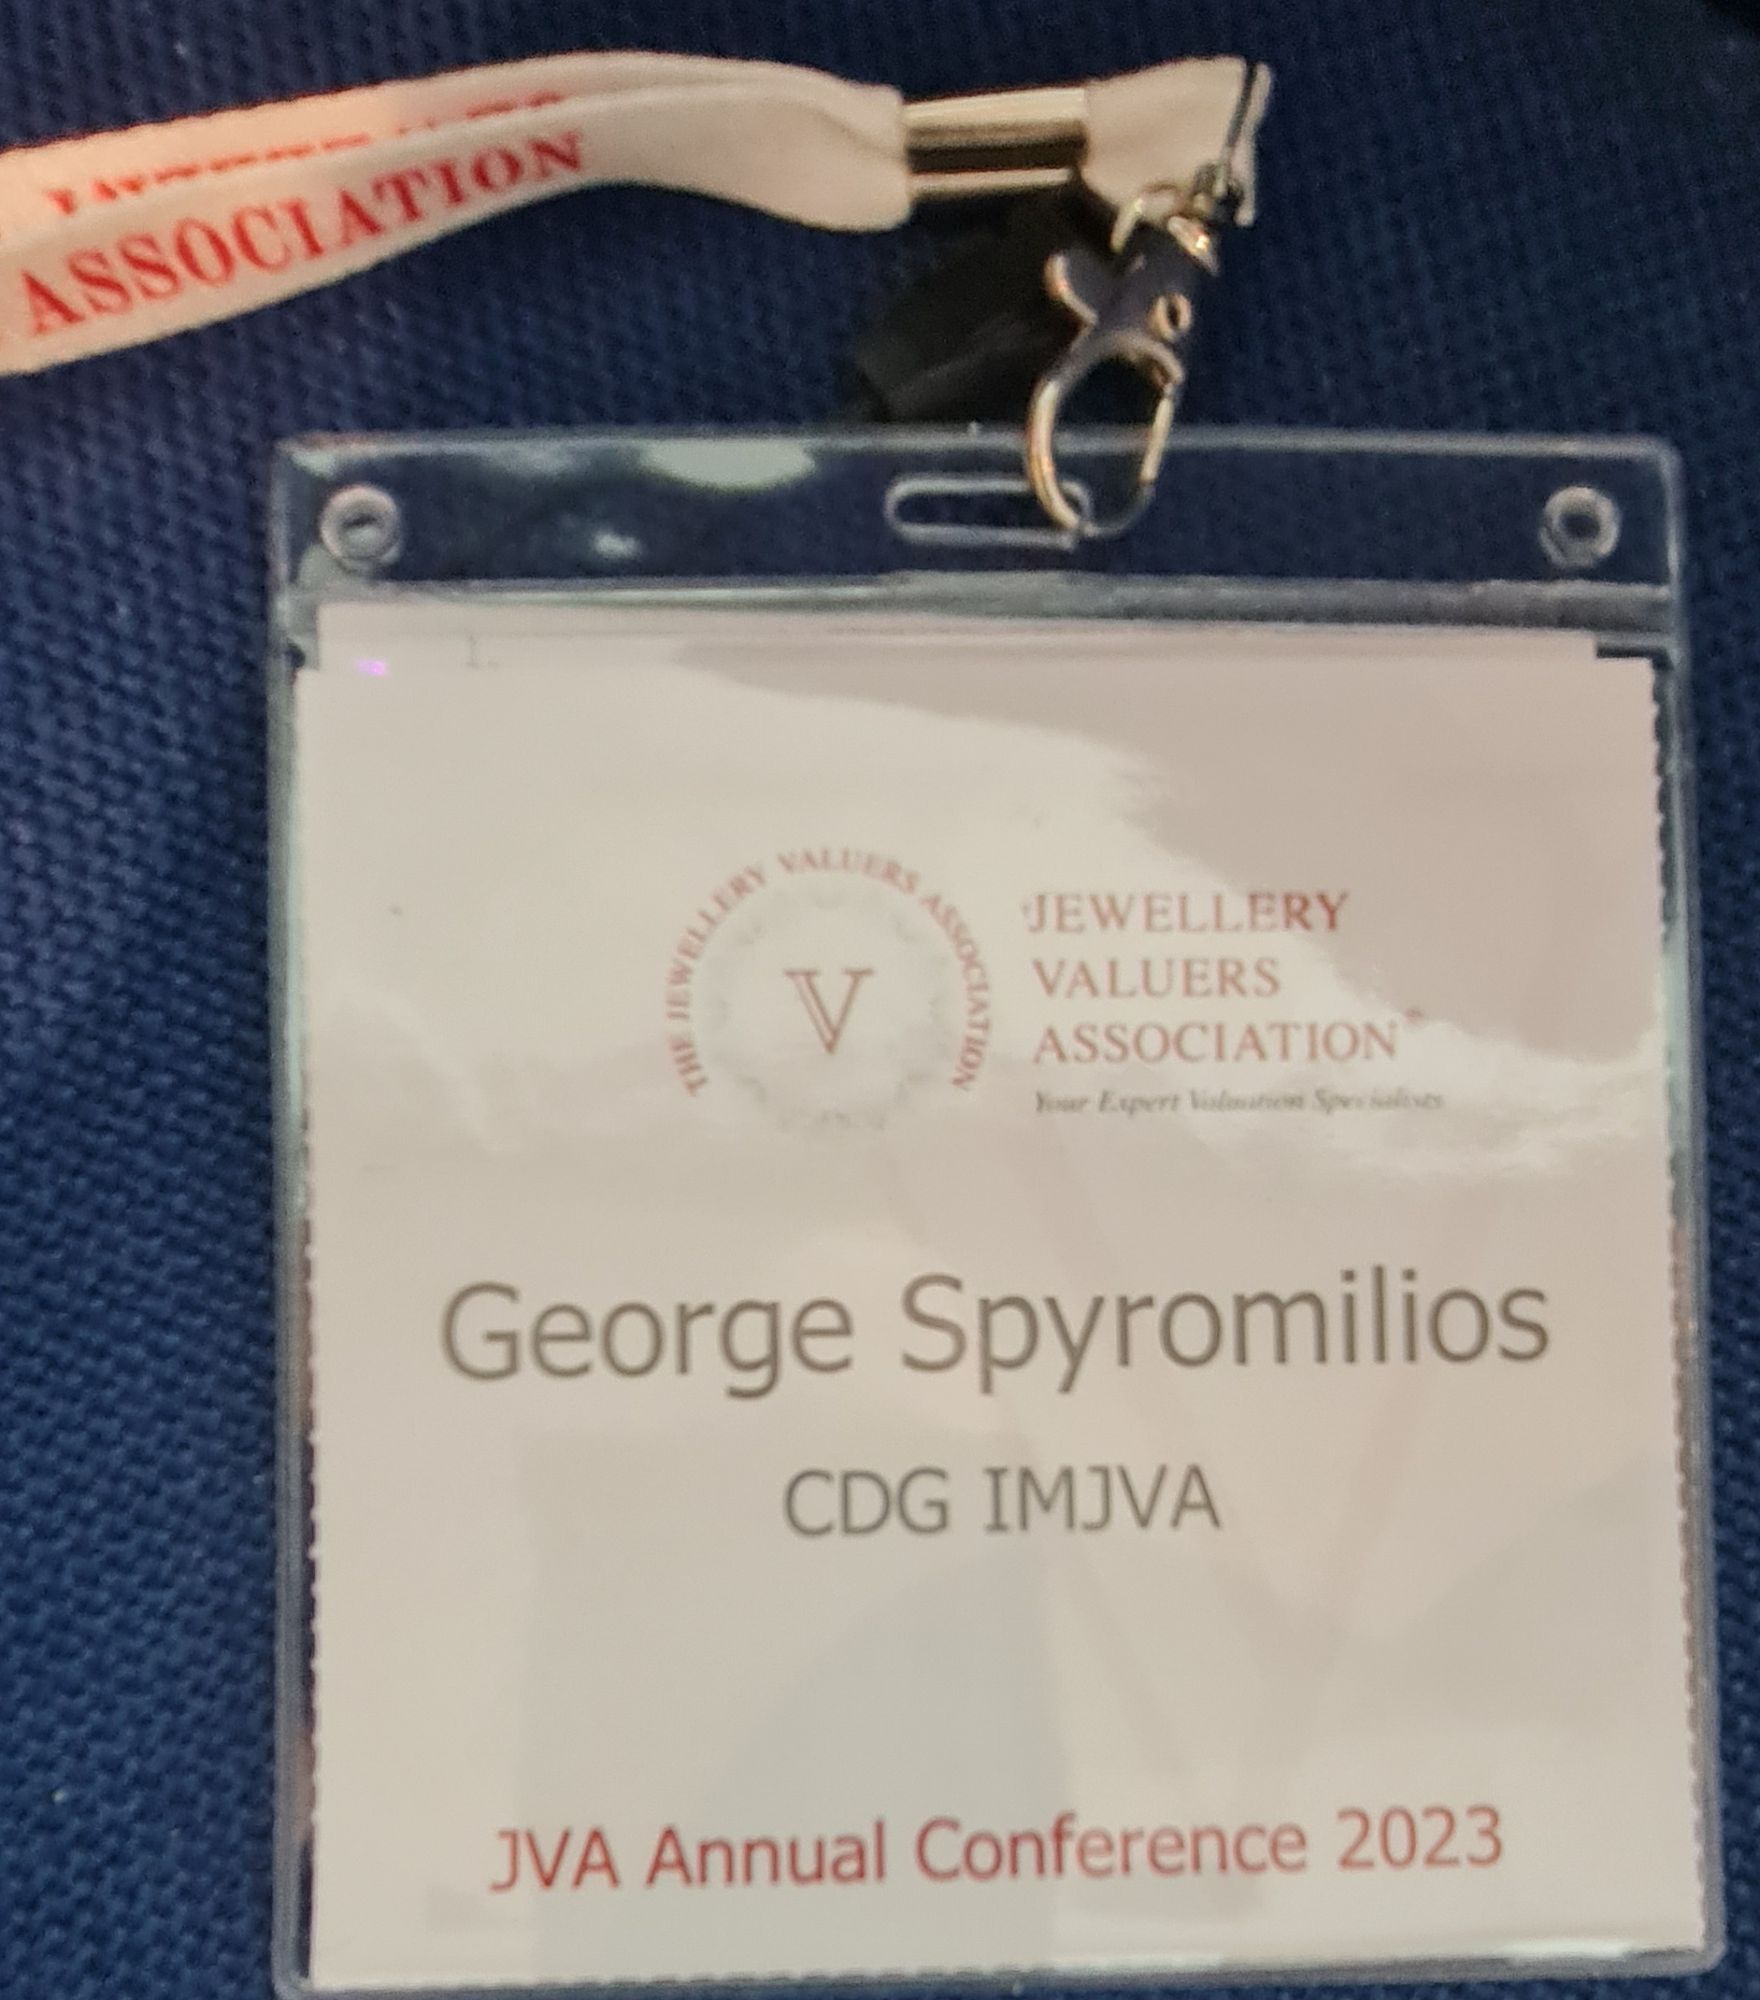 ASSOCIATION
THE JEWELLERY VALUERS ASSOCIATION
V
JEWELLERY
VALUERS
ASSOCIATION
Your Expert Valuation Specialists
George Spyromilios
CDG IMJVA
JVA Annual Conference 2023